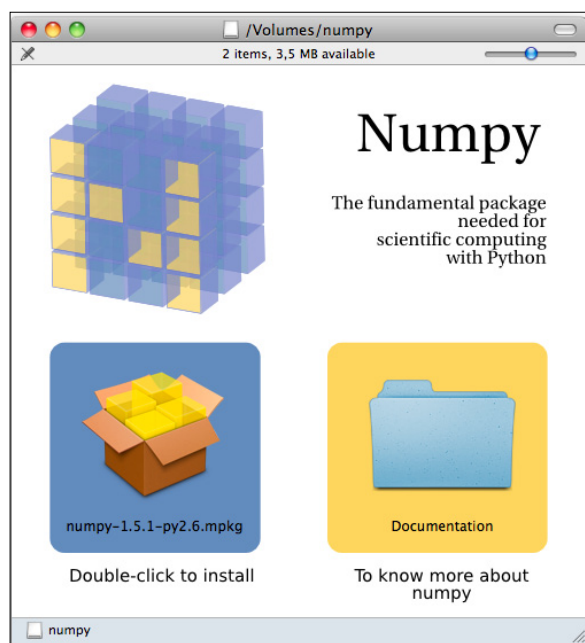 /Volumes/numpy
2 items, 3,5 MB available
Numpy
The fundamental package
needed for
scientific computing
with Python
numpy-1.5.1-py2.6.mpkg
Documentation
Double-click to install
To know more about
numpy
numpy